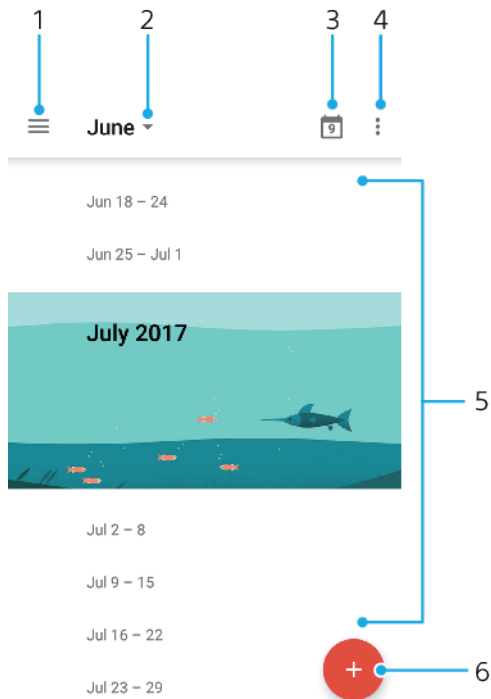 1 2 3 4
June 9
Jun 18 – 24
Jun 25 – Jul 1
July 2017
5
Jul 2 – 8
Jul 9 – 15
Jul 16 – 22
+ 6
Jul 23 – 29